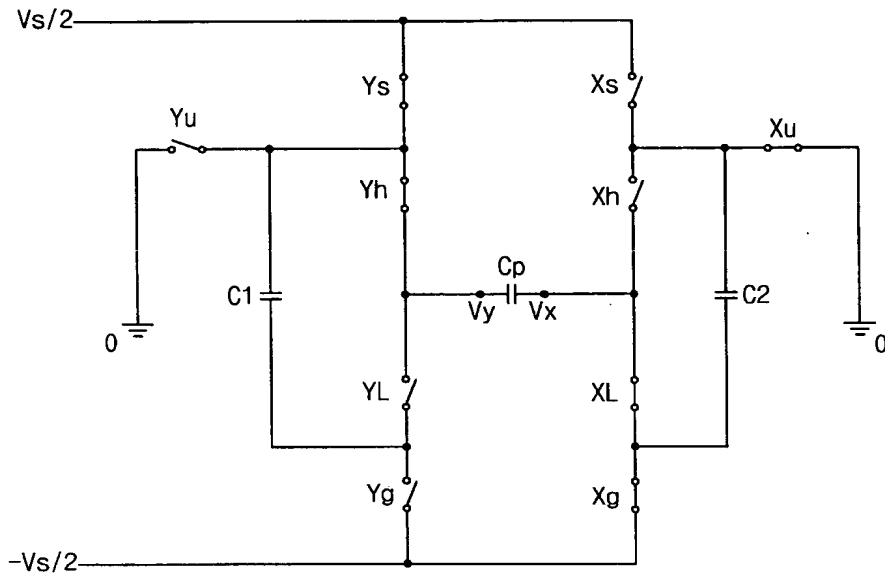 Vs/2
Ys
Xs
Yu
Xu
Yh
Xh
Cp
C1
Vy
Vx
C2
0
0
YL
XL
Yg
Xg
-Vs/2